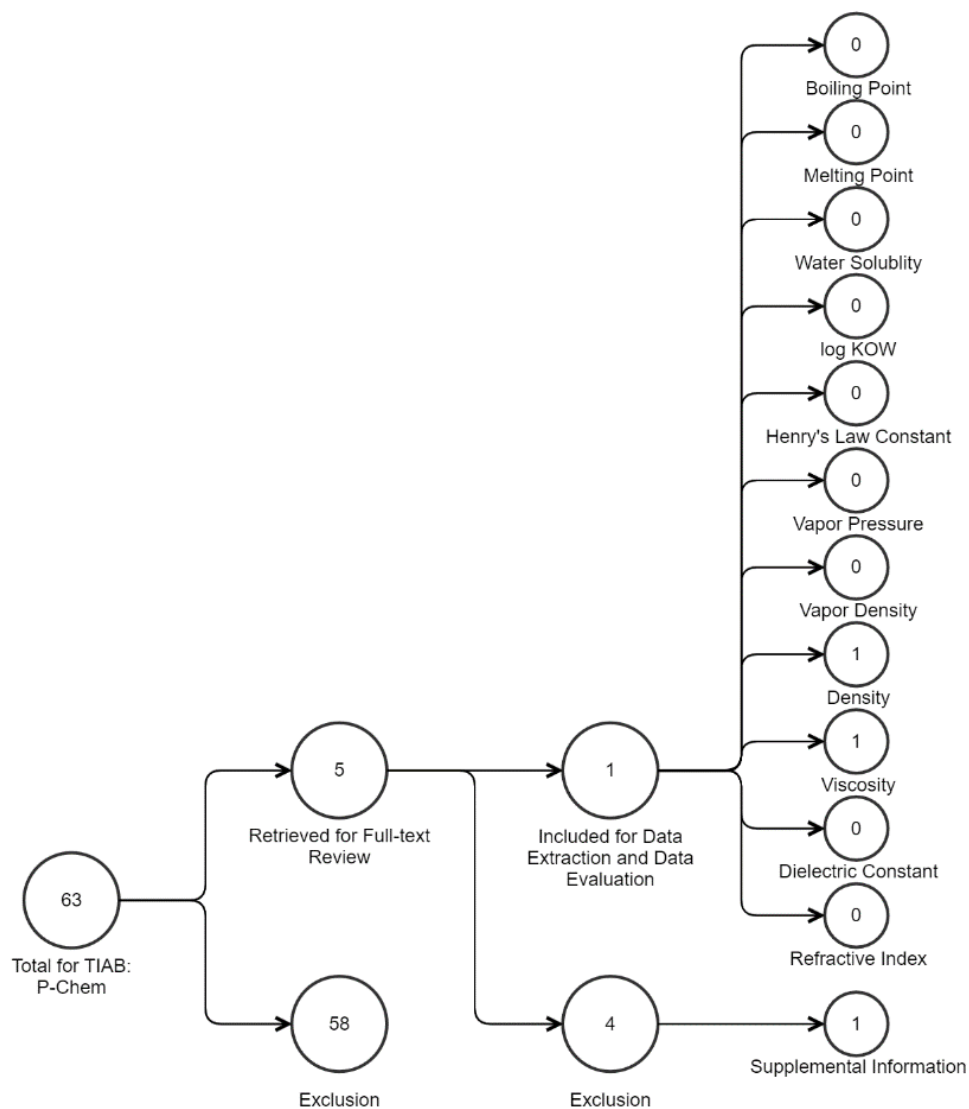 0
Boiling Point
0
Melting Point
0
Water Solublity
0
log KOW
0
Henry's Law Constant
0
Vapor Pressure
0
Vapor Density
1
Density
1
Viscosity
0
Dielectric Constant
0
Refractive Index
1
Supplemental Information
63
Total for TIAB:
P-Chem
5
Retrieved for Full-text
Review
1
Included for Data
Extraction and Data
Evaluation
58
Exclusion
4
Exclusion